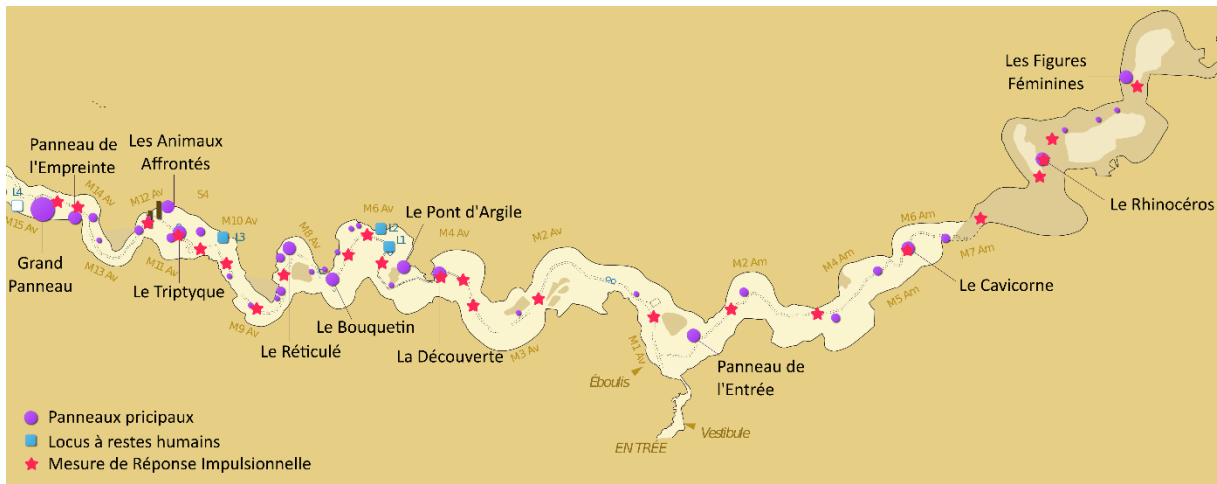 Les Figures
Féminines
Panneau de
l'Empreinte
Les Animaux
Affrontés
L4
M15 Av
M14 Av
M12 Av
S4
M10 Av
L3
M6 Av
L2
L1
Le Pont d'Argile
M8 Av
M4 Av
M2 Av
Le Rhinocéros
M6 Am
M7 Am
M4 Am
M2 Am
M5 Am
Le Cavicorne
Grand
Panneau
M13 Av
M11 Av
Le Triptyque
M9 Av
Le Bouquetin
Le Réticulé
La Découverte
M3 Av
M1 Av
Panneau de
l'Entrée
Éboulis
Vestibule
ENTRÉE
Panneaux pricipaux
Locus à restes humains
Mesure de Réponse Impulsionnelle